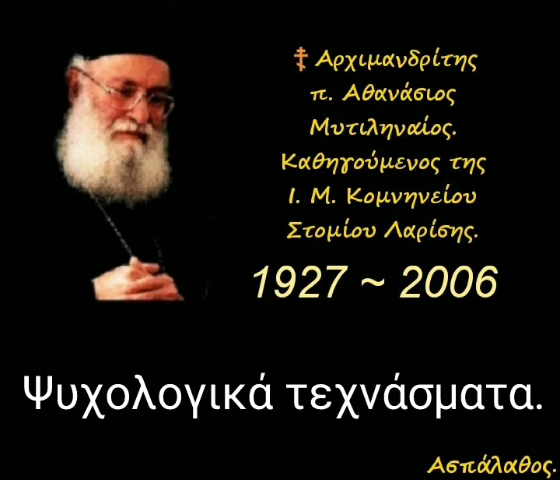 ☦ Αρχιμανδρίτης
π. Αθανάσιος
Μυτιληναίος.
Καθηγούμενος της
Ι. Μ. Κομνηνείου
Στομίου Λαρίσης.
1927 ~ 2006
Ψυχολογικά τεχνάσματα.
Ασπάλαθος.